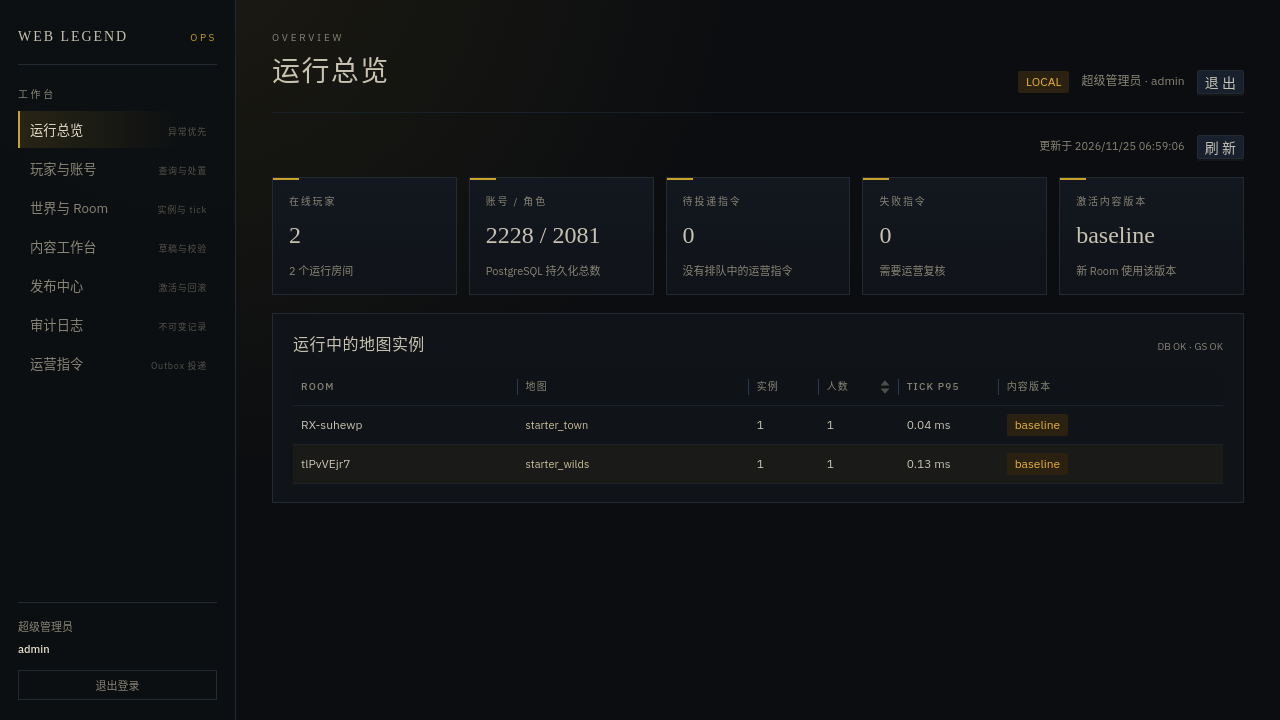 WEB LEGEND OPS
工作台
运行总览 异常优先
玩家与账号 查询与处置
世界与 Room 实例与 tick
内容工作台 草稿与校验
发布中心 激活与回滚
审计日志 不可变记录
运营指令 Outbox 投递
超级管理员
admin
退出登录
OVERVIEW
运行总览
LOCAL 超级管理员 · admin 退 出
更新于 2026/11/25 06:59:06 刷 新
在线玩家
2
2 个运行房间
账号 / 角色
2228 / 2081
PostgreSQL 持久化总数
待投递指令
0
没有排队中的运营指令
失败指令
0
需要运营复核
激活内容版本
baseline
新 Room 使用该版本
运行中的地图实例 DB OK · GS OK
ROOM 地图 实例 人数 TICK P95 内容版本
RX-suhewp starter_town 1 1 0.04 ms baseline
tlPvVEjr7 starter_wilds 1 1 0.13 ms baseline